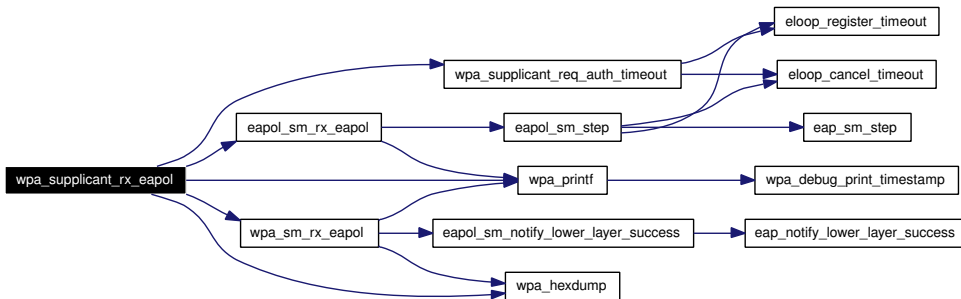 eloop_register_timeout
wpa_supplicant_req_auth_timeout
eloop_cancel_timeout
eapol_sm_rx_eapol
eapol_sm_step
eap_sm_step
wpa_supplicant_rx_eapol
wpa_printf
wpa_debug_print_timestamp
wpa_sm_rx_eapol
eapol_sm_notify_lower_layer_success
eap_notify_lower_layer_success
wpa_hexdump